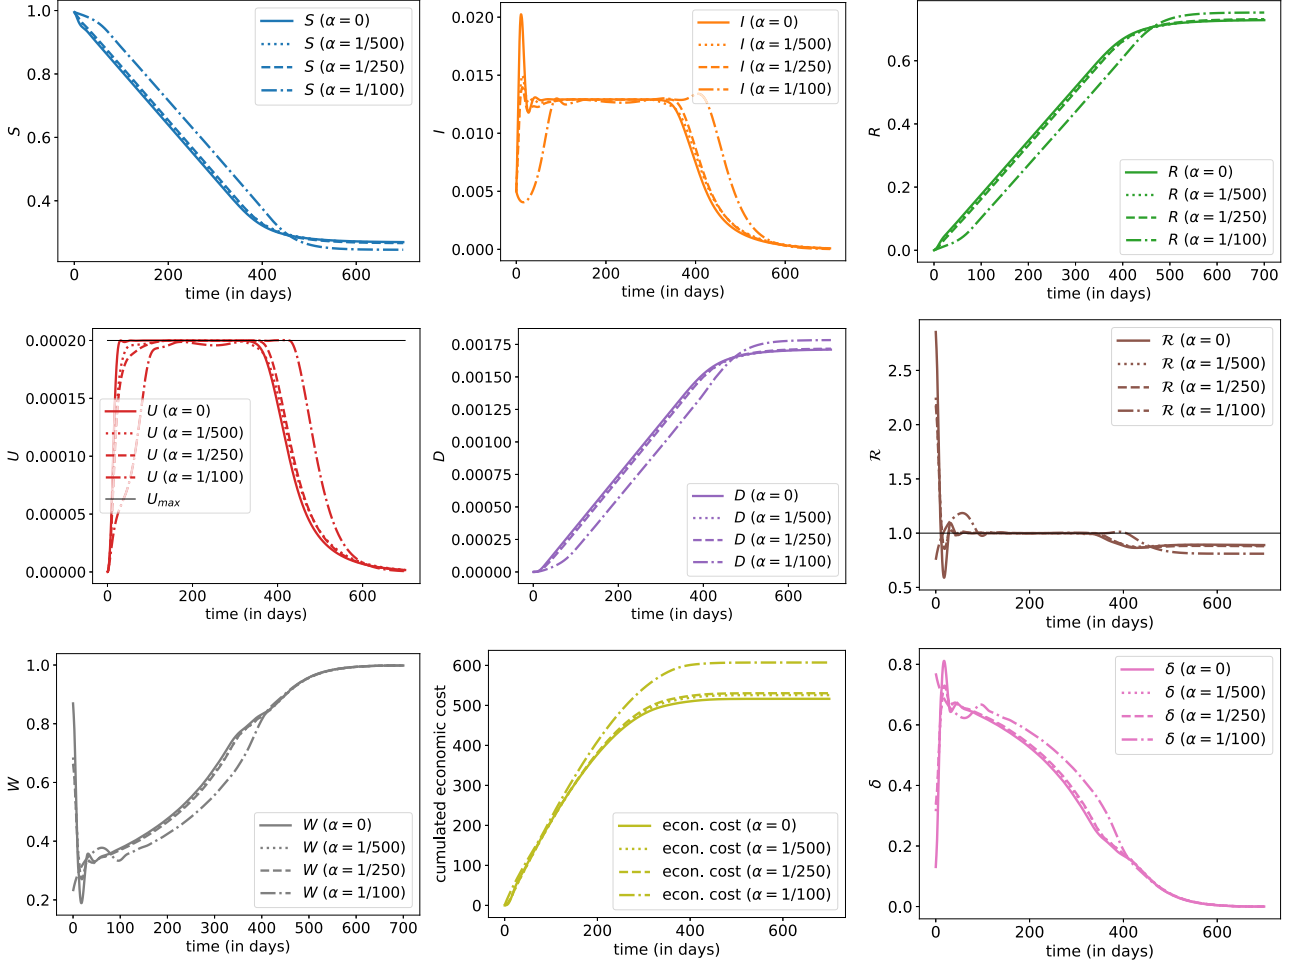 1.0
0.8
0.6
0.4
S
S (α = 0)
S (α = 1/500)
S (α = 1/250)
S (α = 1/100)
0 200 400 600
time (in days)
0.020
0.015
0.010
0.005
0.000
I
I (α = 0)
I (α = 1/500)
I (α = 1/250)
I (α = 1/100)
0 200 400 600
time (in days)
0.6
0.4
0.2
0.0
R
R (α = 0)
R (α = 1/500)
R (α = 1/250)
R (α = 1/100)
0 100 200 300 400 500 600 700
time (in days)
0.00020
0.00015
0.00010
0.00005
0.00000
U
U (α = 0)
U (α = 1/500)
U (α = 1/250)
U (α = 1/100)
Umax
0 200 400 600
time (in days)
0.00175
0.00150
0.00125
0.00100
0.00075
0.00050
0.00025
0.00000
D
D (α = 0)
D (α = 1/500)
D (α = 1/250)
D (α = 1/100)
0 200 400 600
time (in days)
2.5
2.0
1.5
1.0
0.5
ℛ
ℛ (α = 0)
ℛ (α = 1/500)
ℛ (α = 1/250)
ℛ (α = 1/100)
0 200 400 600
time (in days)
1.0
0.8
0.6
0.4
0.2
W
W (α = 0)
W (α = 1/500)
W (α = 1/250)
W (α = 1/100)
0 100 200 300 400 500 600 700
time (in days)
600
500
400
300
200
100
0
cumulated economic cost
econ. cost (α = 0)
econ. cost (α = 1/500)
econ. cost (α = 1/250)
econ. cost (α = 1/100)
0 200 400 600
time (in days)
0.8
0.6
0.4
0.2
0.0
δ
δ (α = 0)
δ (α = 1/500)
δ (α = 1/250)
δ (α = 1/100)
0 200 400 600
time (in days)